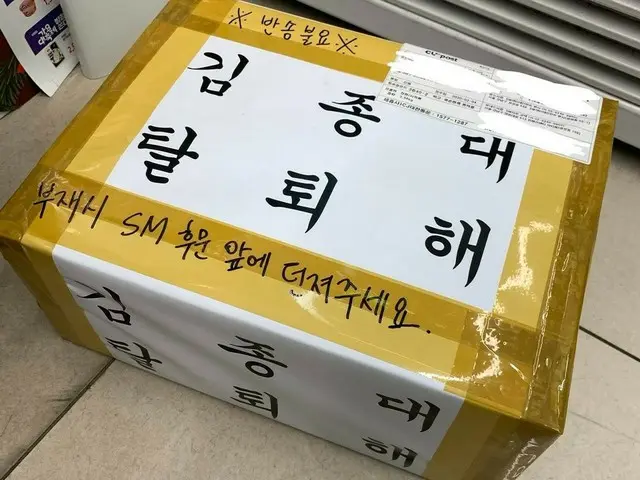 ※ 반송불요 ※
CVpost
김 종 대
탈 퇴 해
부재시 SM 후문 앞에 던져주세요.
김 종 대
탈 퇴 해